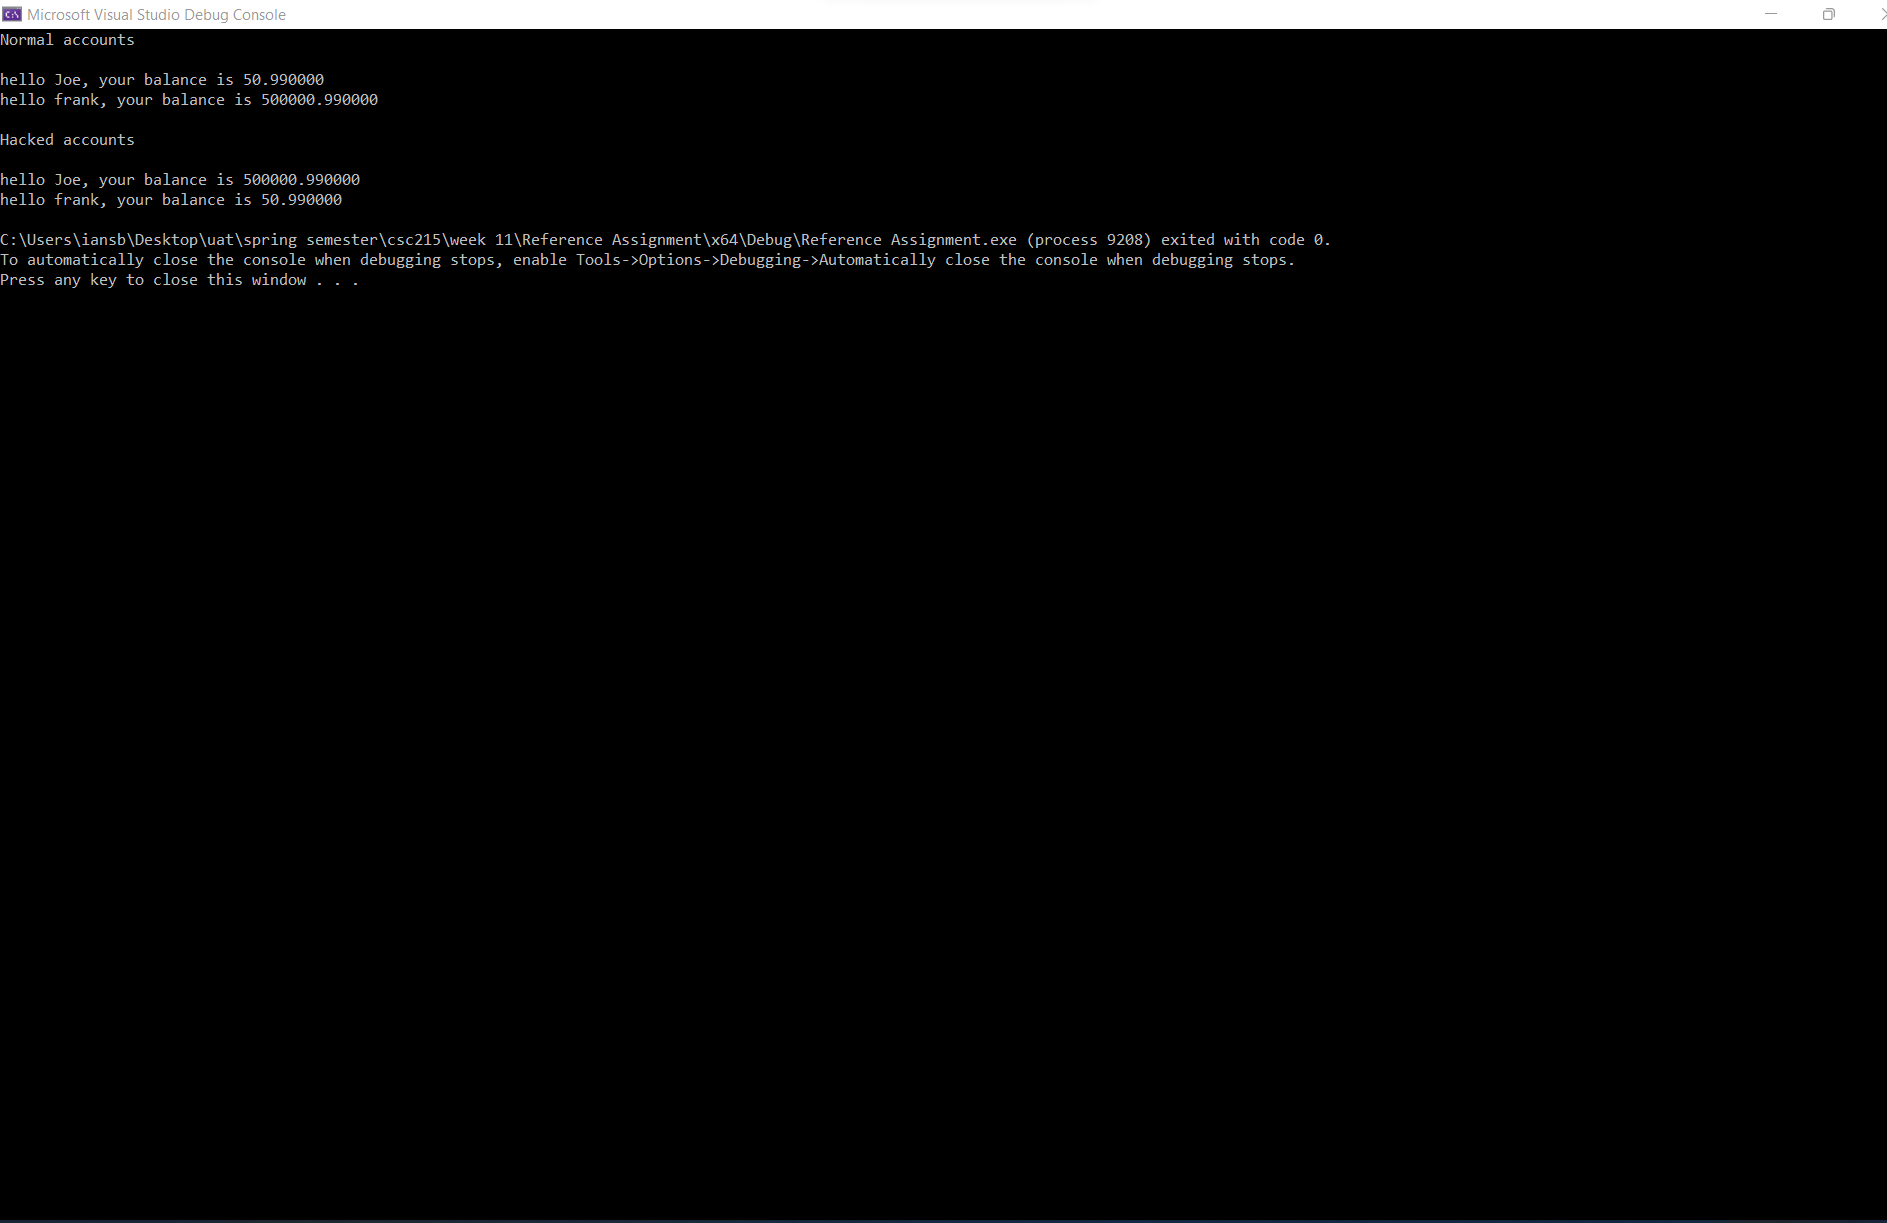 Microsoft Visual Studio Debug Console
Normal accounts
hello Joe, your balance is 50.990000
hello frank, your balance is 500000.990000
Hacked accounts
hello Joe, your balance is 500000.990000
hello frank, your balance is 50.990000
C:\Users\iansb\Desktop\uat\spring semester\csc215\week 11\Reference Assignment\x64\Debug\Reference Assignment.exe (process 9208) exited with code 0.
To automatically close the console when debugging stops, enable Tools->Options->Debugging->Automatically close the console when debugging stops.
Press any key to close this window . . .